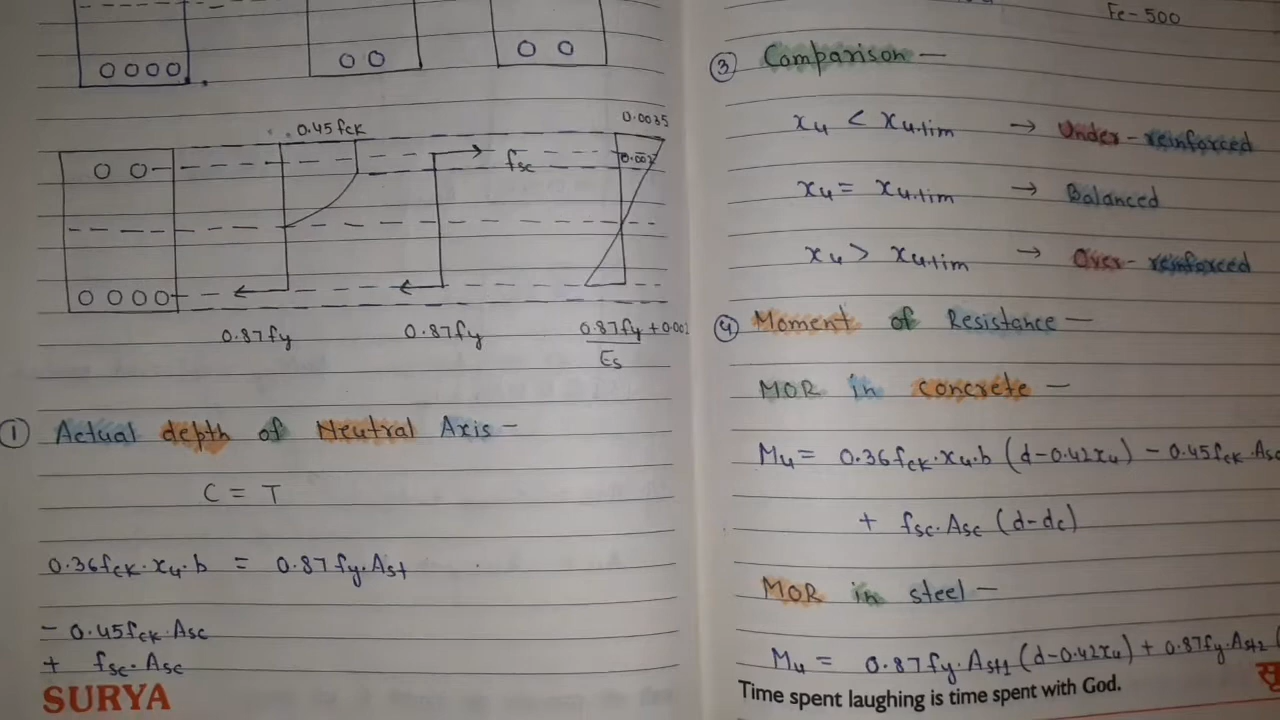 0.45fck
0.0035
0.002
fsc
0.87fy
0.87fy
0.87fy + 0.002
Es
① Actual depth of Neutral Axis -
C = T
0.36fck·xu·b = 0.87fy·Ast
- 0.45fck·Asc
+ fsc·Asc
SURYA
Fe-500
③ Comparison -
xu < xu,lim → Under-reinforced
xu = xu,lim → Balanced
xu > xu,lim → Over-reinforced
④ Moment of Resistance -
MOR in concrete -
Mu = 0.36fck·xu·b (d-0.42xu) - 0.45fck·Asc
+ fsc·Asc (d-dc)
MOR in steel -
Mu = 0.87fy·Ast1 (d-0.42xu) + 0.87fy·Ast2 (
Time spent laughing is time spent with God.